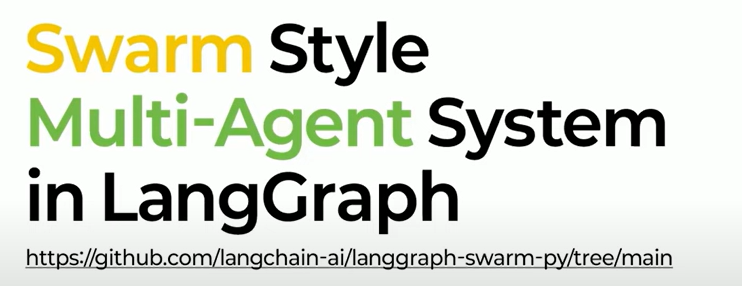 Swarm Style
Multi-Agent System
in LangGraph
https://github.com/langchain-ai/langgraph-swarm-py/tree/main